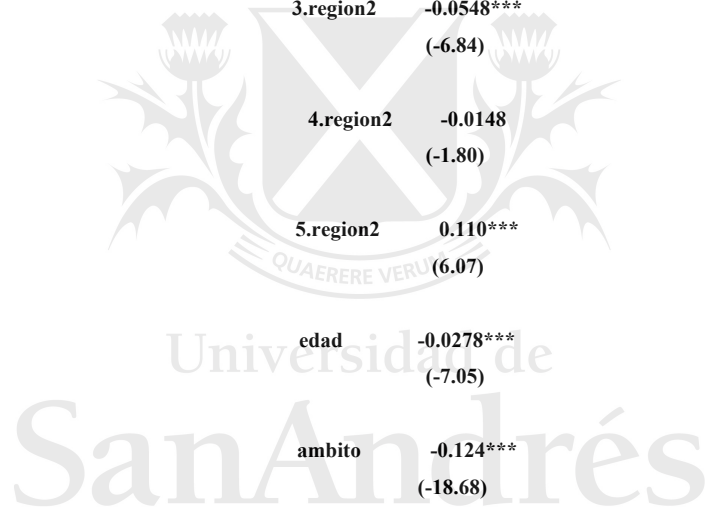 3.region2 -0.0548***
(-6.84)
4.region2 -0.0148
(-1.80)
5.region2 0.110***
(6.07)
QUAERERE VERUM
edad -0.0278***
(-7.05)
Universidad de
ambito -0.124***
SanAndrés
(-18.68)